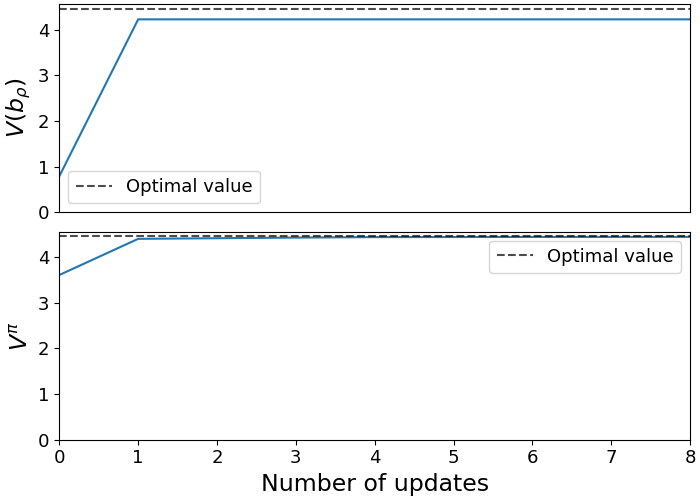 4
3
2
1
0
V(b_ρ)
Optimal value
4
3
2
1
0
V^π
Optimal value
0 1 2 3 4 5 6 7 8
Number of updates